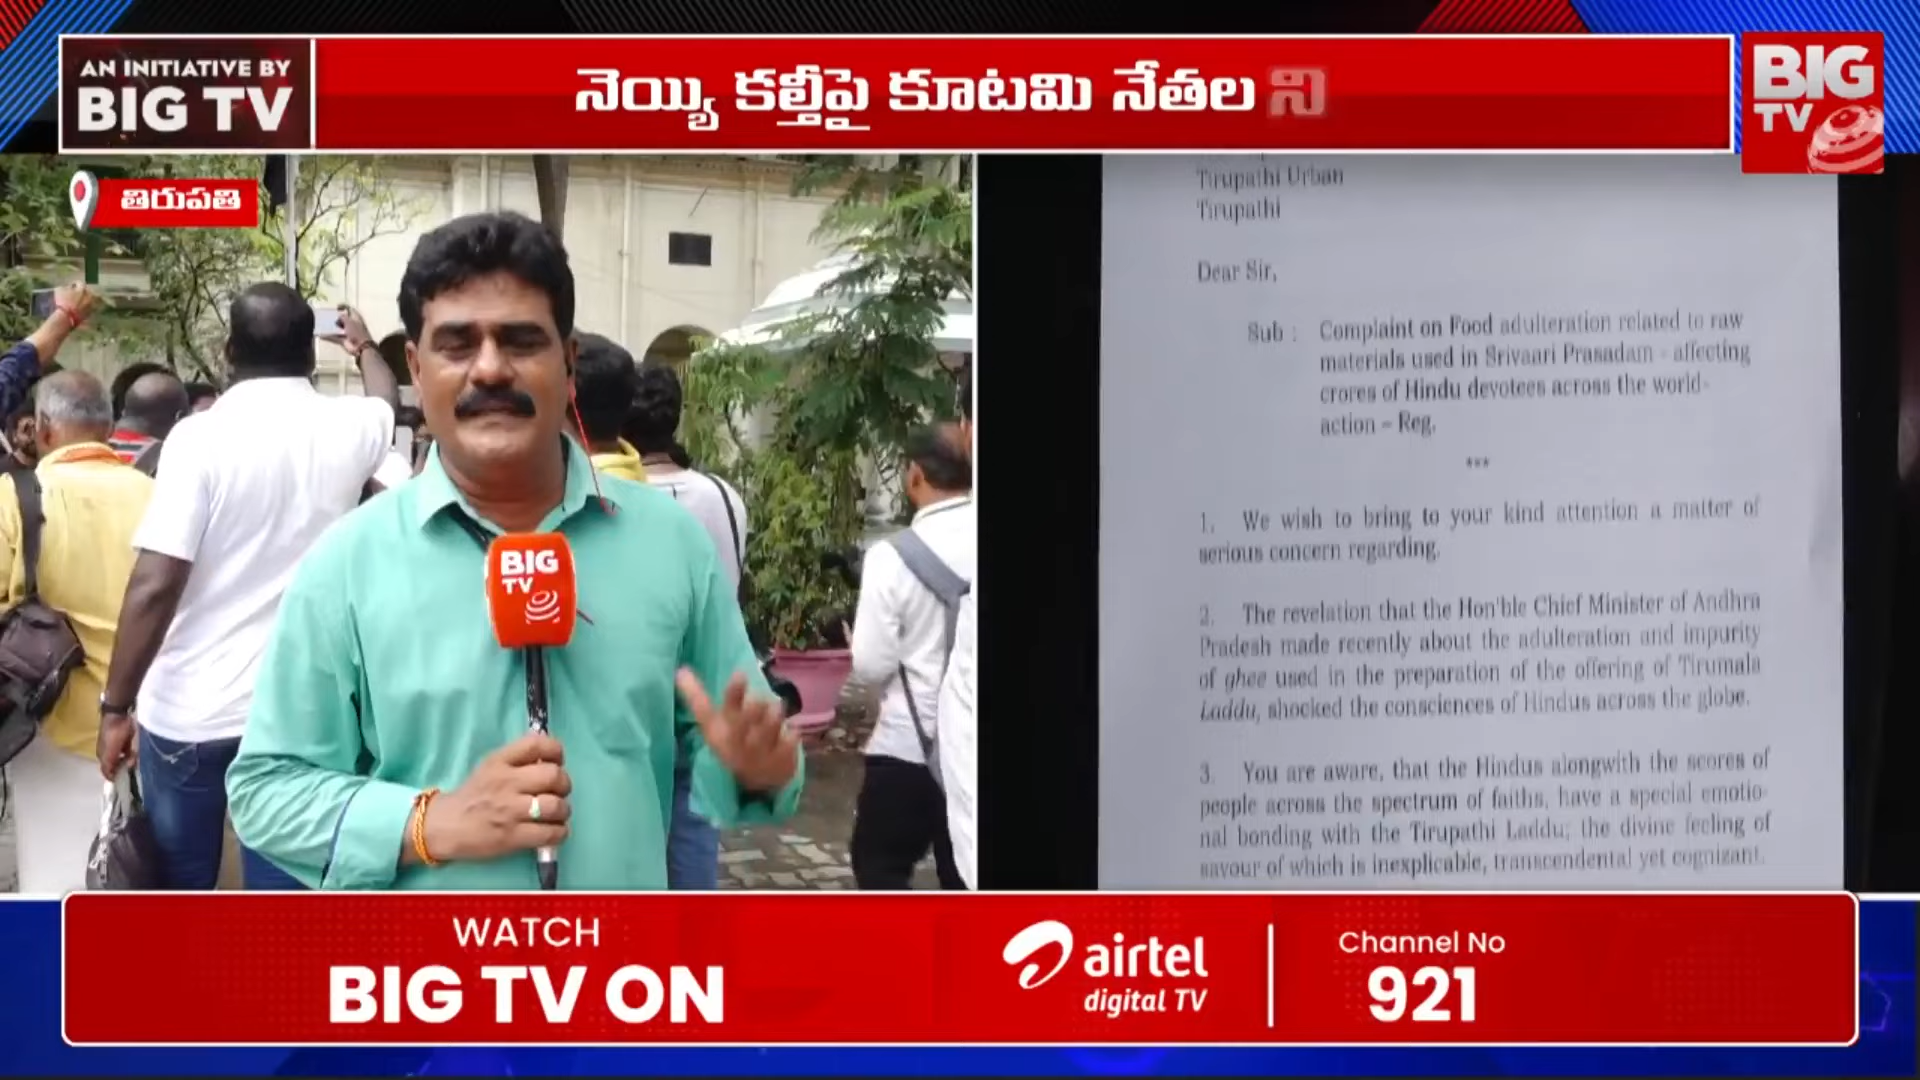 AN INITIATIVE BY
BIG TV
నెయ్యి కల్తీపై కూటమి నేతల ని
BIG
TV
తిరుపతి
BIG
TV
Tirupathi Urban
Tirupathi
Dear Sir,
Sub : Complaint on Food adulteration related to raw
materials used in Srivaari Prasadam - affecting
crores of Hindu devotees across the world-
action – Reg.
***
1. We wish to bring to your kind attention a matter of
serious concern regarding.
2. The revelation that the Hon'ble Chief Minister of Andhra
Pradesh made recently about the adulteration and impurity
of ghee used in the preparation of the offering of Tirumala
Laddu, shocked the consciences of Hindus across the globe.
3. You are aware, that the Hindus alongwith the scores of
people across the spectrum of faiths, have a special emotio-
nal bonding with the Tirupathi Laddu; the divine feeling of
savour of which is inexplicable, transcendental yet cognizant.
WATCH
BIG TV ON
airtel
digital TV
Channel No
921